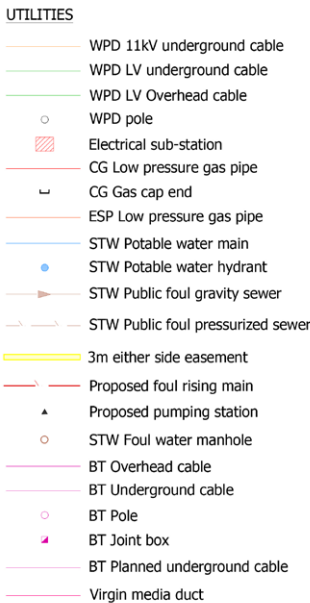 UTILITIES
WPD 11kV underground cable
WPD LV underground cable
WPD LV Overhead cable
WPD pole
Electrical sub-station
CG Low pressure gas pipe
CG Gas cap end
ESP Low pressure gas pipe
STW Potable water main
STW Potable water hydrant
STW Public foul gravity sewer
STW Public foul pressurized sewer
3m either side easement
Proposed foul rising main
Proposed pumping station
STW Foul water manhole
BT Overhead cable
BT Underground cable
BT Pole
BT Joint box
BT Planned underground cable
Virgin media duct